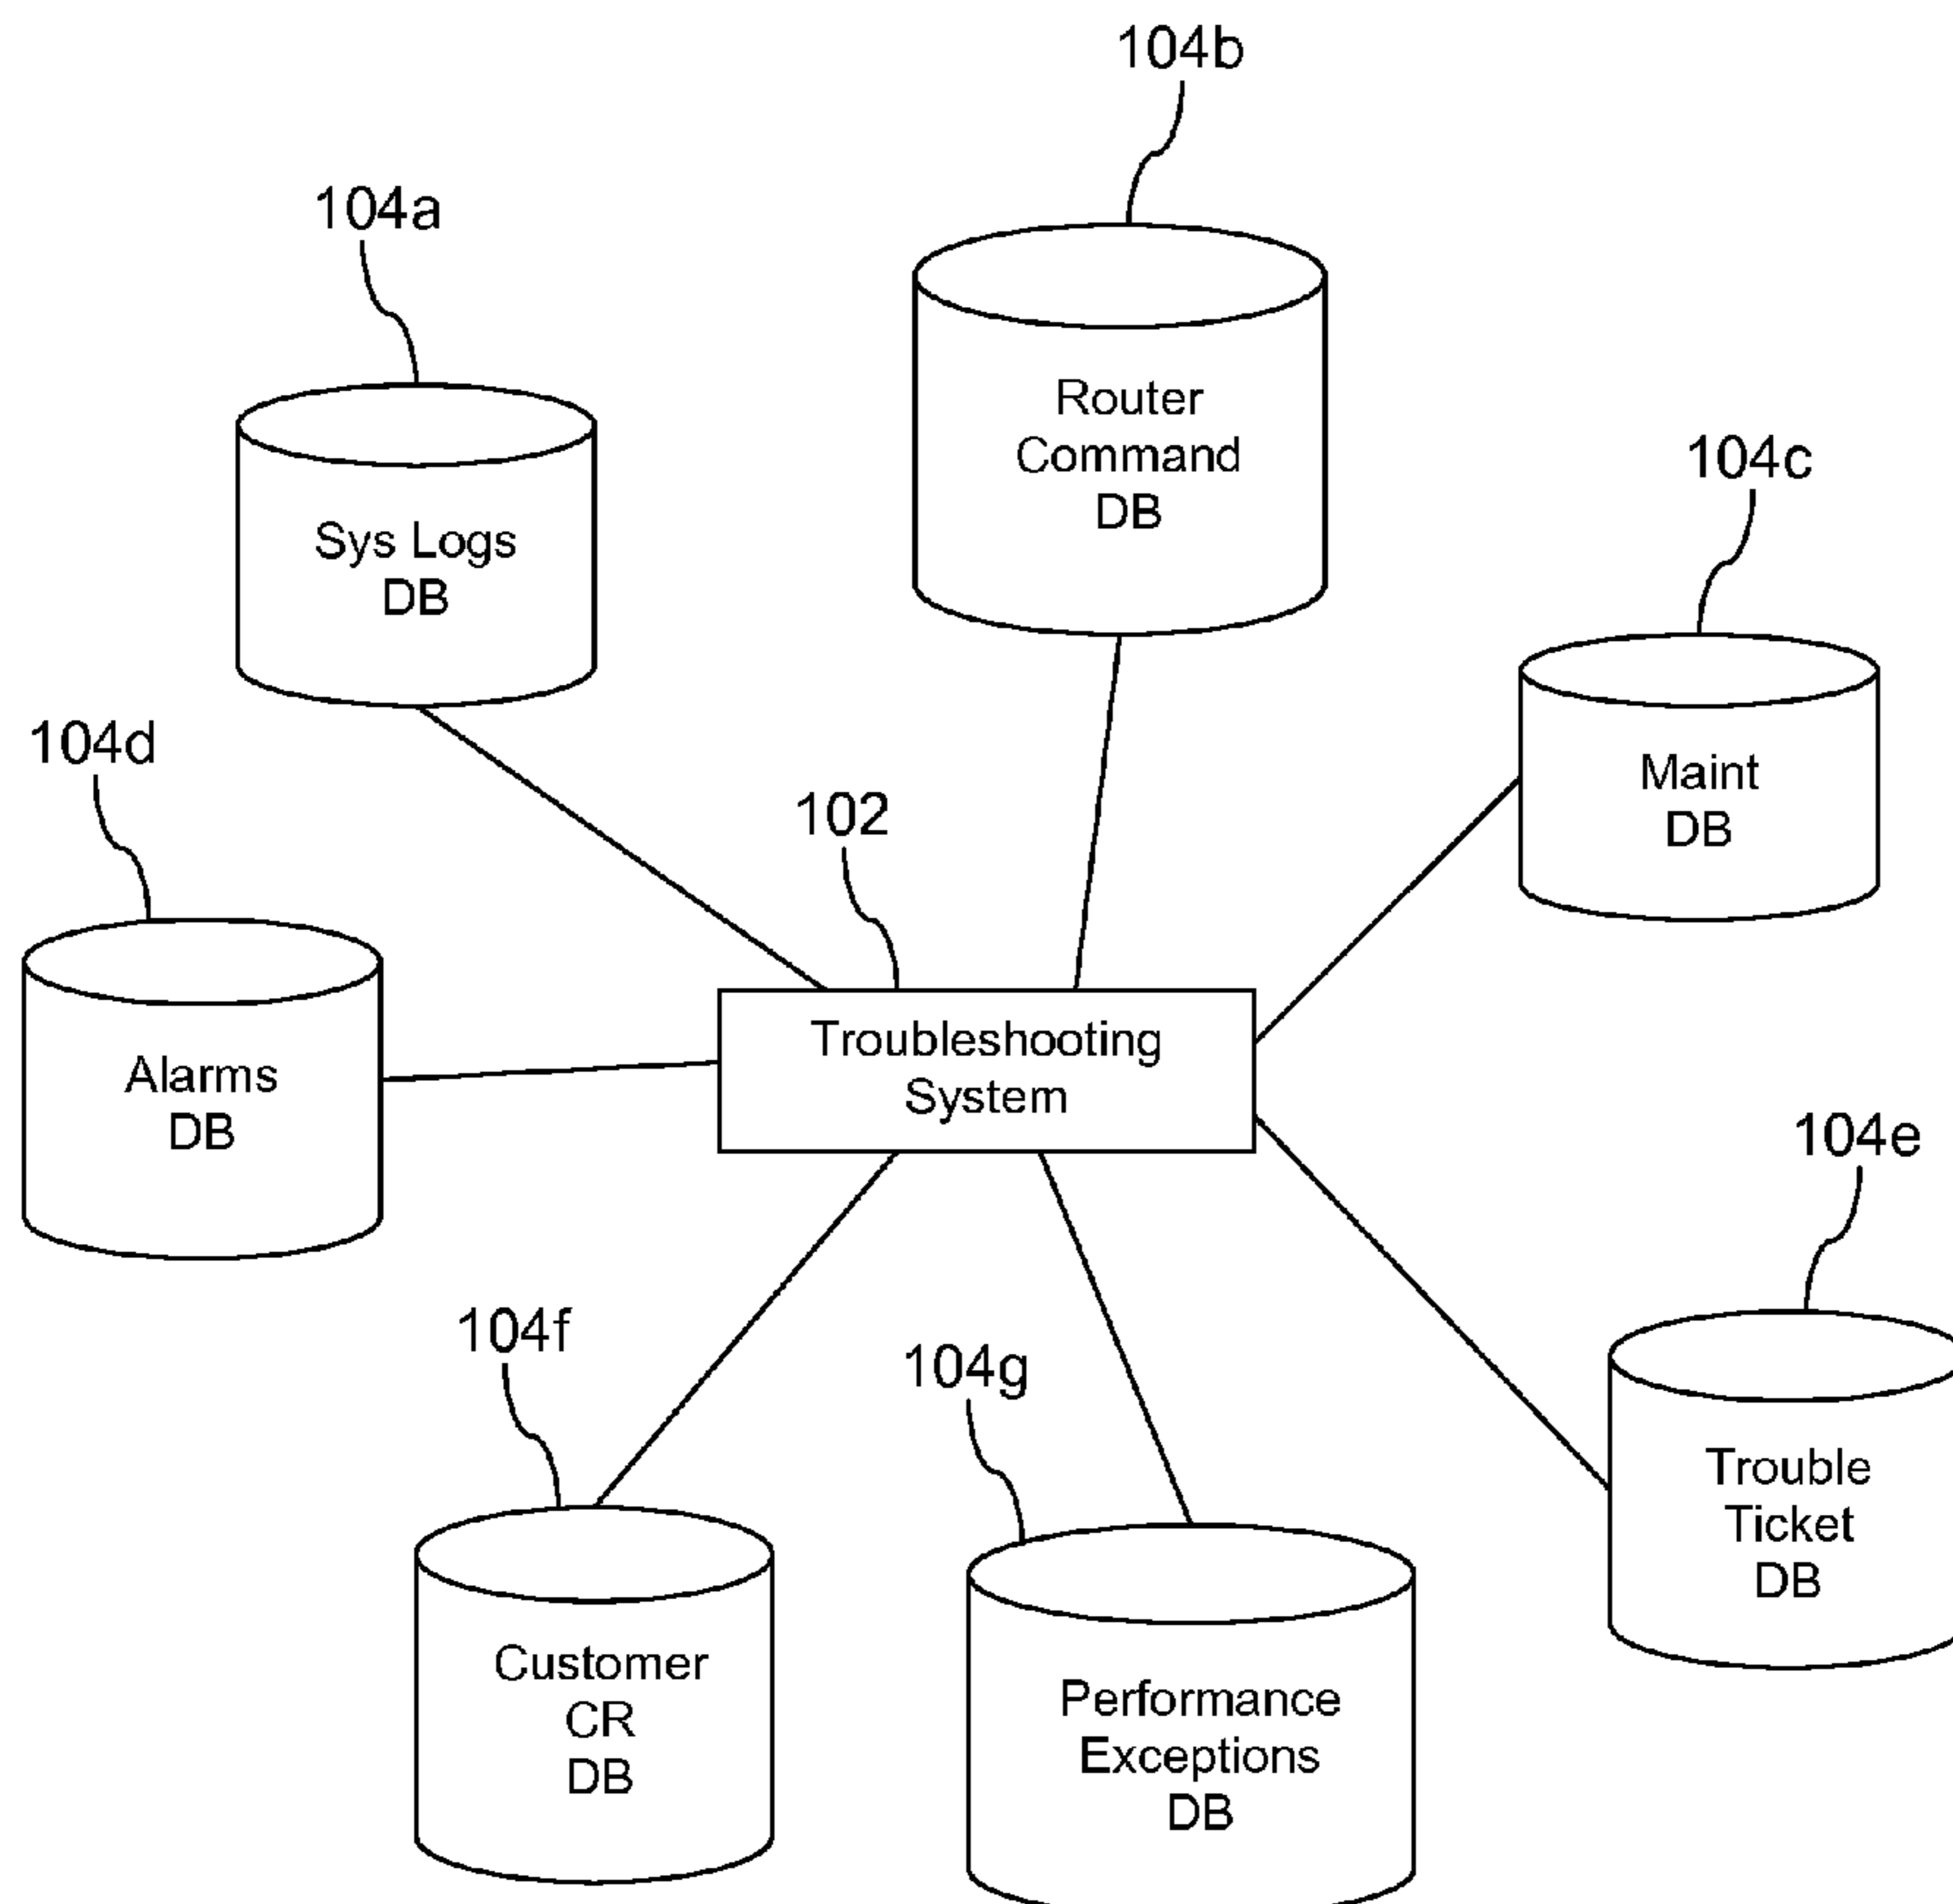 104b
104a
Router
Command
DB
104c
Sys Logs
DB
104d
Maint
DB
102
Troubleshooting
System
Alarms
DB
104e
104f
104g
Trouble
Ticket
DB
Customer
CR
DB
Performance
Exceptions
DB